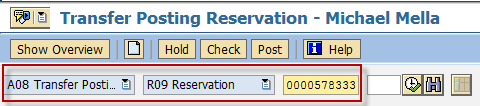 Transfer Posting Reservation - Michael Mella
Show Overview Hold Check Post Help
A08 Transfer Posti... R09 Reservation 0000578333